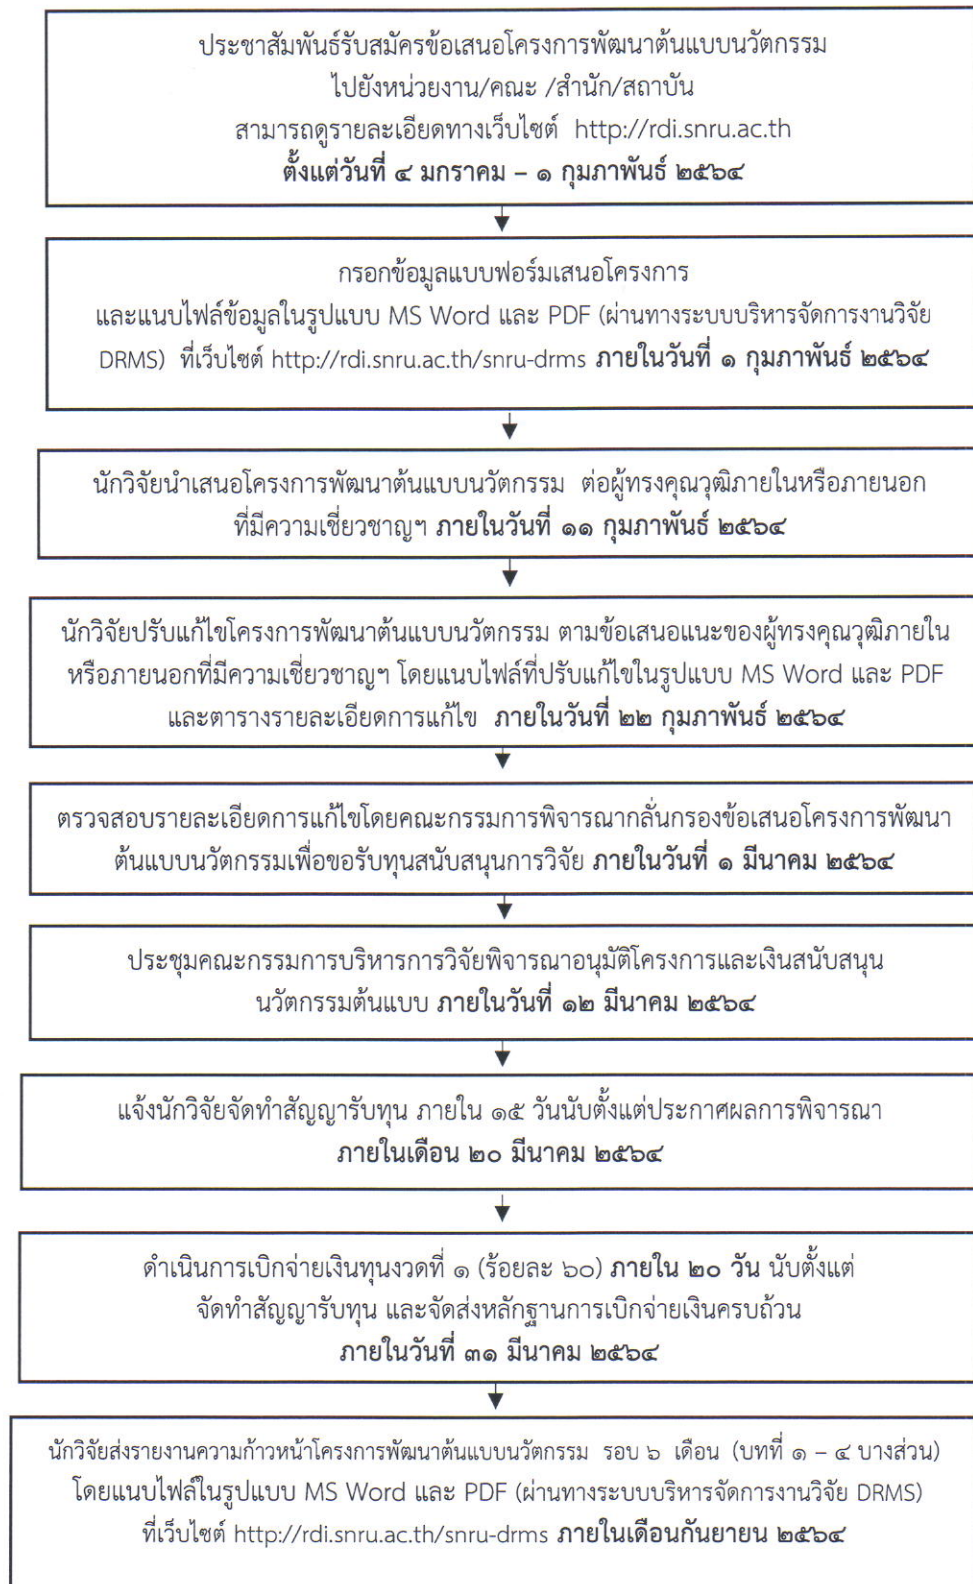 ประชาสัมพันธ์รับสมัครข้อเสนอโครงการพัฒนาต้นแบบนวัตกรรม
ไปยังหน่วยงาน/คณะ /สำนัก/สถาบัน
สามารถดูรายละเอียดทางเว็บไซต์ http://rdi.snru.ac.th
ตั้งแต่วันที่ ๔ มกราคม – ๑ กุมภาพันธ์ ๒๕๖๔
กรอกข้อมูลแบบฟอร์มเสนอโครงการ
และแนบไฟล์ข้อมูลในรูปแบบ MS Word และ PDF (ผ่านทางระบบบริหารจัดการงานวิจัย
DRMS) ที่เว็บไซต์ http://rdi.snru.ac.th/snru-drms ภายในวันที่ ๑ กุมภาพันธ์ ๒๕๖๔
นักวิจัยนำเสนอโครงการพัฒนาต้นแบบนวัตกรรม ต่อผู้ทรงคุณวุฒิภายในหรือภายนอก
ที่มีความเชี่ยวชาญฯ ภายในวันที่ ๑๑ กุมภาพันธ์ ๒๕๖๔
นักวิจัยปรับแก้ไขโครงการพัฒนาต้นแบบนวัตกรรม ตามข้อเสนอแนะของผู้ทรงคุณวุฒิภายใน
หรือภายนอกที่มีความเชี่ยวชาญฯ โดยแนบไฟล์ที่ปรับแก้ไขในรูปแบบ MS Word และ PDF
และตารางรายละเอียดการแก้ไข ภายในวันที่ ๒๒ กุมภาพันธ์ ๒๕๖๔
ตรวจสอบรายละเอียดการแก้ไขโดยคณะกรรมการพิจารณากลั่นกรองข้อเสนอโครงการพัฒนา
ต้นแบบนวัตกรรมเพื่อขอรับทุนสนับสนุนการวิจัย ภายในวันที่ ๑ มีนาคม ๒๕๖๔
ประชุมคณะกรรมการบริหารการวิจัยพิจารณาอนุมัติโครงการและเงินสนับสนุน
นวัตกรรมต้นแบบ ภายในวันที่ ๑๒ มีนาคม ๒๕๖๔
แจ้งนักวิจัยจัดทำสัญญารับทุน ภายใน ๑๕ วันนับตั้งแต่ประกาศผลการพิจารณา
ภายในเดือน ๒๐ มีนาคม ๒๕๖๔
ดำเนินการเบิกจ่ายเงินทุนงวดที่ ๑ (ร้อยละ ๖๐) ภายใน ๒๐ วัน นับตั้งแต่
จัดทำสัญญารับทุน และจัดส่งหลักฐานการเบิกจ่ายเงินครบถ้วน
ภายในวันที่ ๓๑ มีนาคม ๒๕๖๔
นักวิจัยส่งรายงานความก้าวหน้าโครงการพัฒนาต้นแบบนวัตกรรม รอบ ๖ เดือน (บทที่ ๑ – ๔ บางส่วน)
โดยแนบไฟล์ในรูปแบบ MS Word และ PDF (ผ่านทางระบบบริหารจัดการงานวิจัย DRMS)
ที่เว็บไซต์ http://rdi.snru.ac.th/snru-drms ภายในเดือนกันยายน ๒๕๖๔